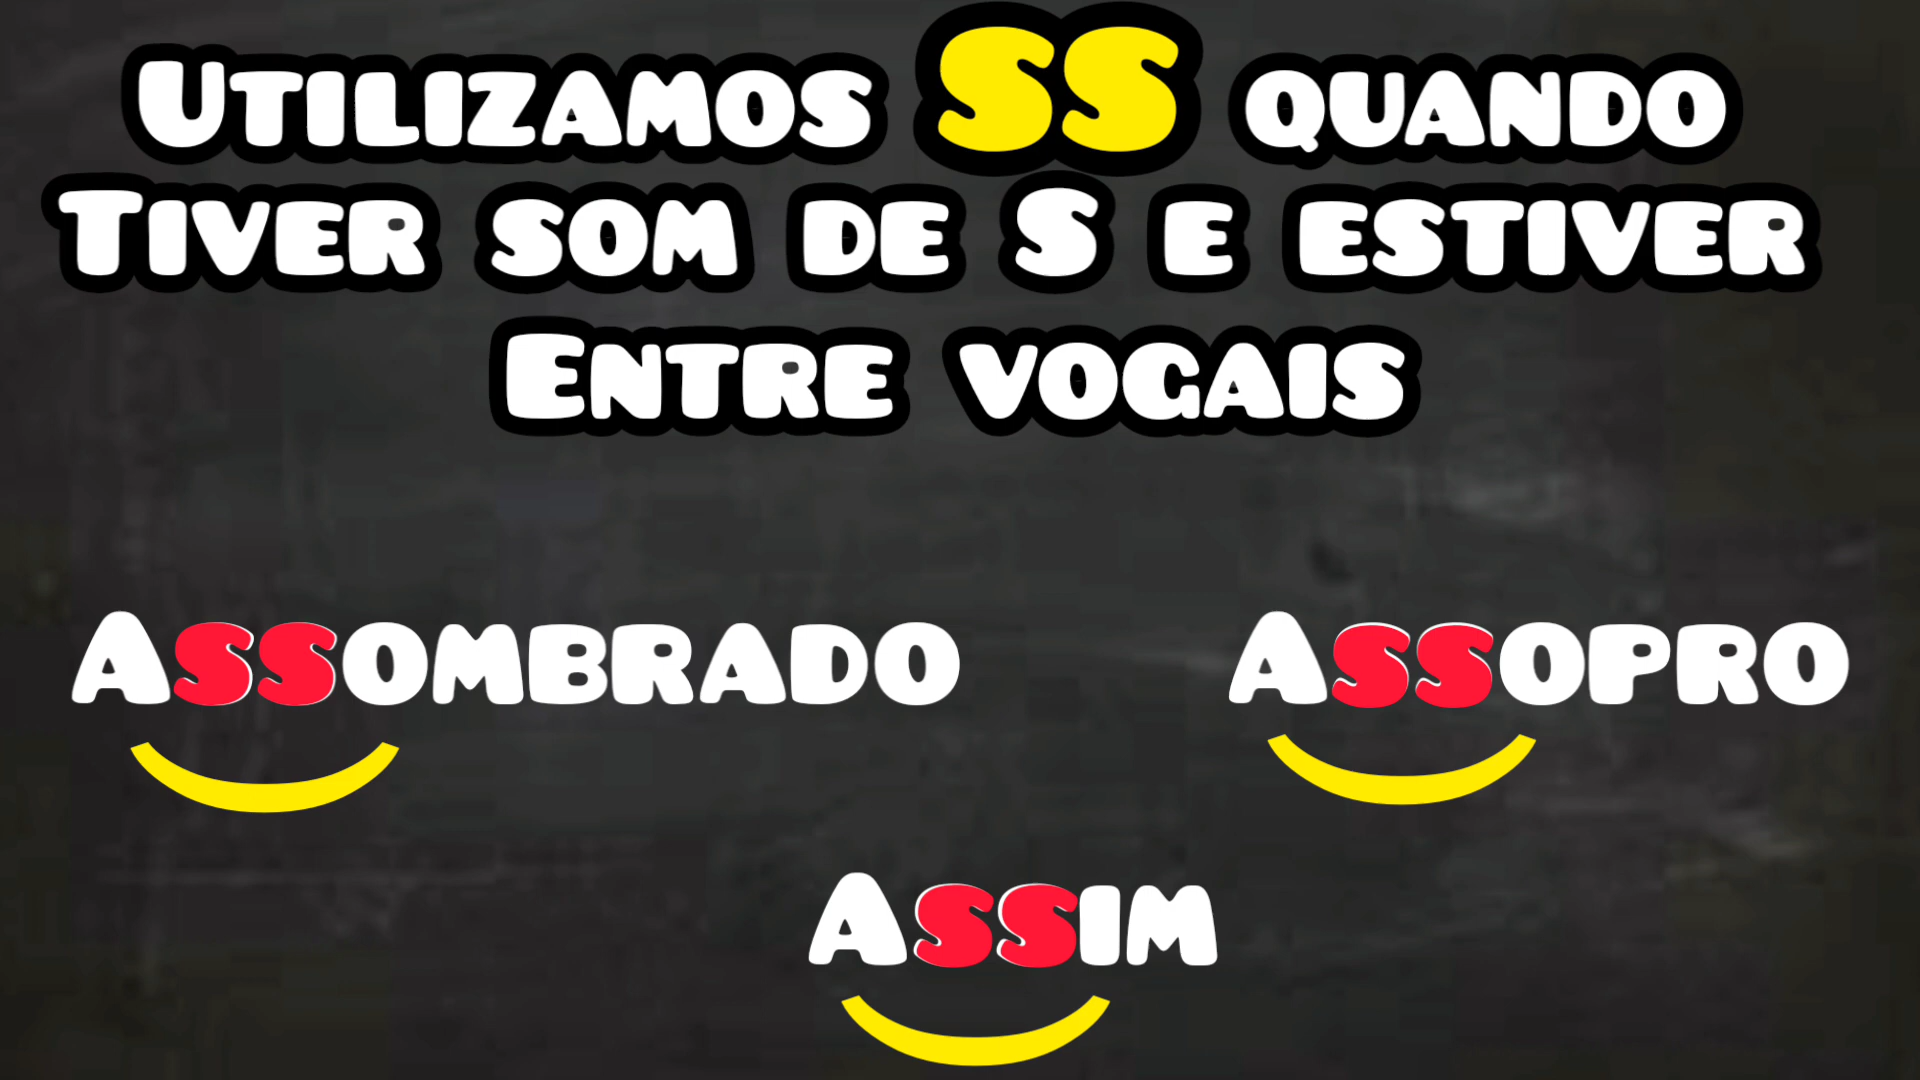 Utilizamos SS quando
Tiver som de S e estiver
Entre vogais
Assombrado
Assopro
Assim